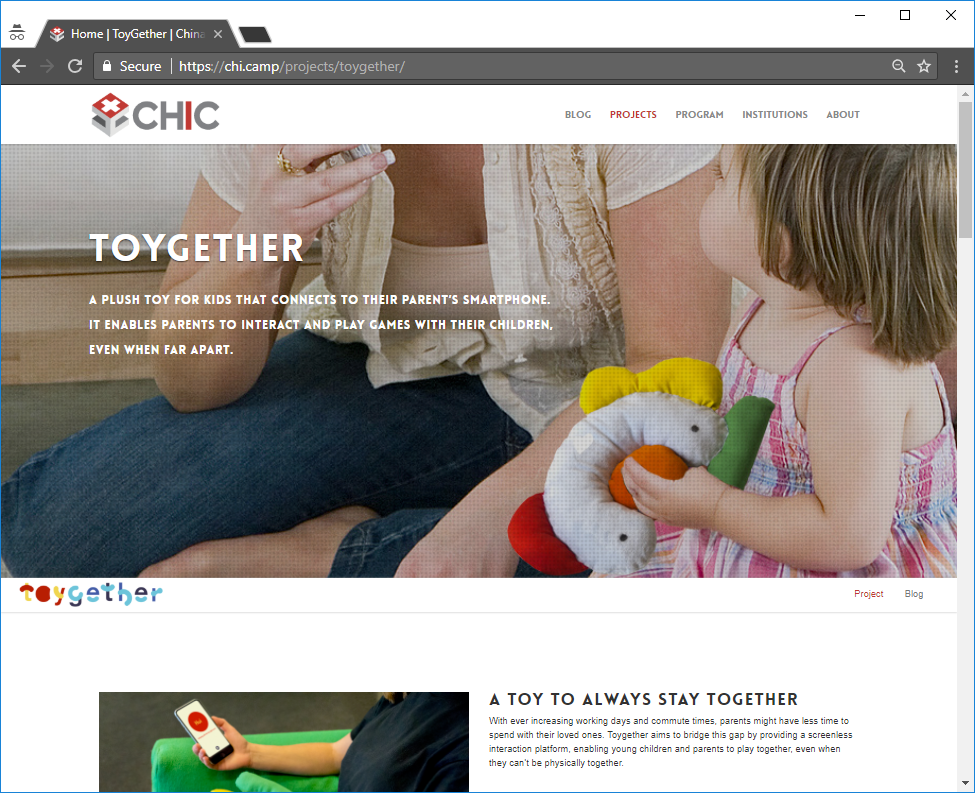 Home | ToyGether | China
Secure | https://chi.camp/projects/toygether/
CHIC
BLOG PROJECTS PROGRAM INSTITUTIONS ABOUT
TOYGETHER
A PLUSH TOY FOR KIDS THAT CONNECTS TO THEIR PARENT'S SMARTPHONE.
IT ENABLES PARENTS TO INTERACT AND PLAY GAMES WITH THEIR CHILDREN,
EVEN WHEN FAR APART.
toygether
Project Blog
A TOY TO ALWAYS STAY TOGETHER
With ever increasing working days and commute times, parents might have less time to
spend with their loved ones. Toygether aims to bridge this gap by providing a screenless
interaction platform, enabling young children and parents to play together, even when
they can't be physically together.